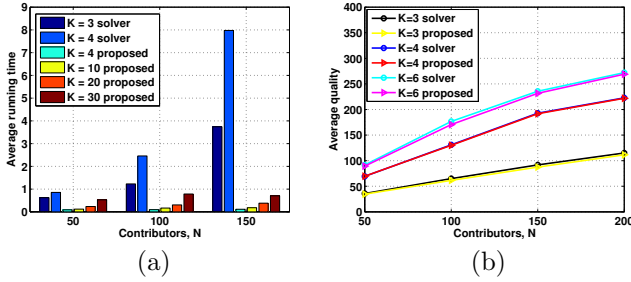 Average running time
9
8
7
6
5
4
3
2
1
0
K = 3 solver
K = 4 solver
K = 4 proposed
K = 10 proposed
K = 20 proposed
K = 30 proposed
50 100 150
Contributors, N
(a)
Average quality
400
350
300
250
200
150
100
50
0
K=3 solver
K=3 proposed
K=4 solver
K=4 proposed
K=6 solver
K=6 proposed
50 100 150 200
Contributors, N
(b)